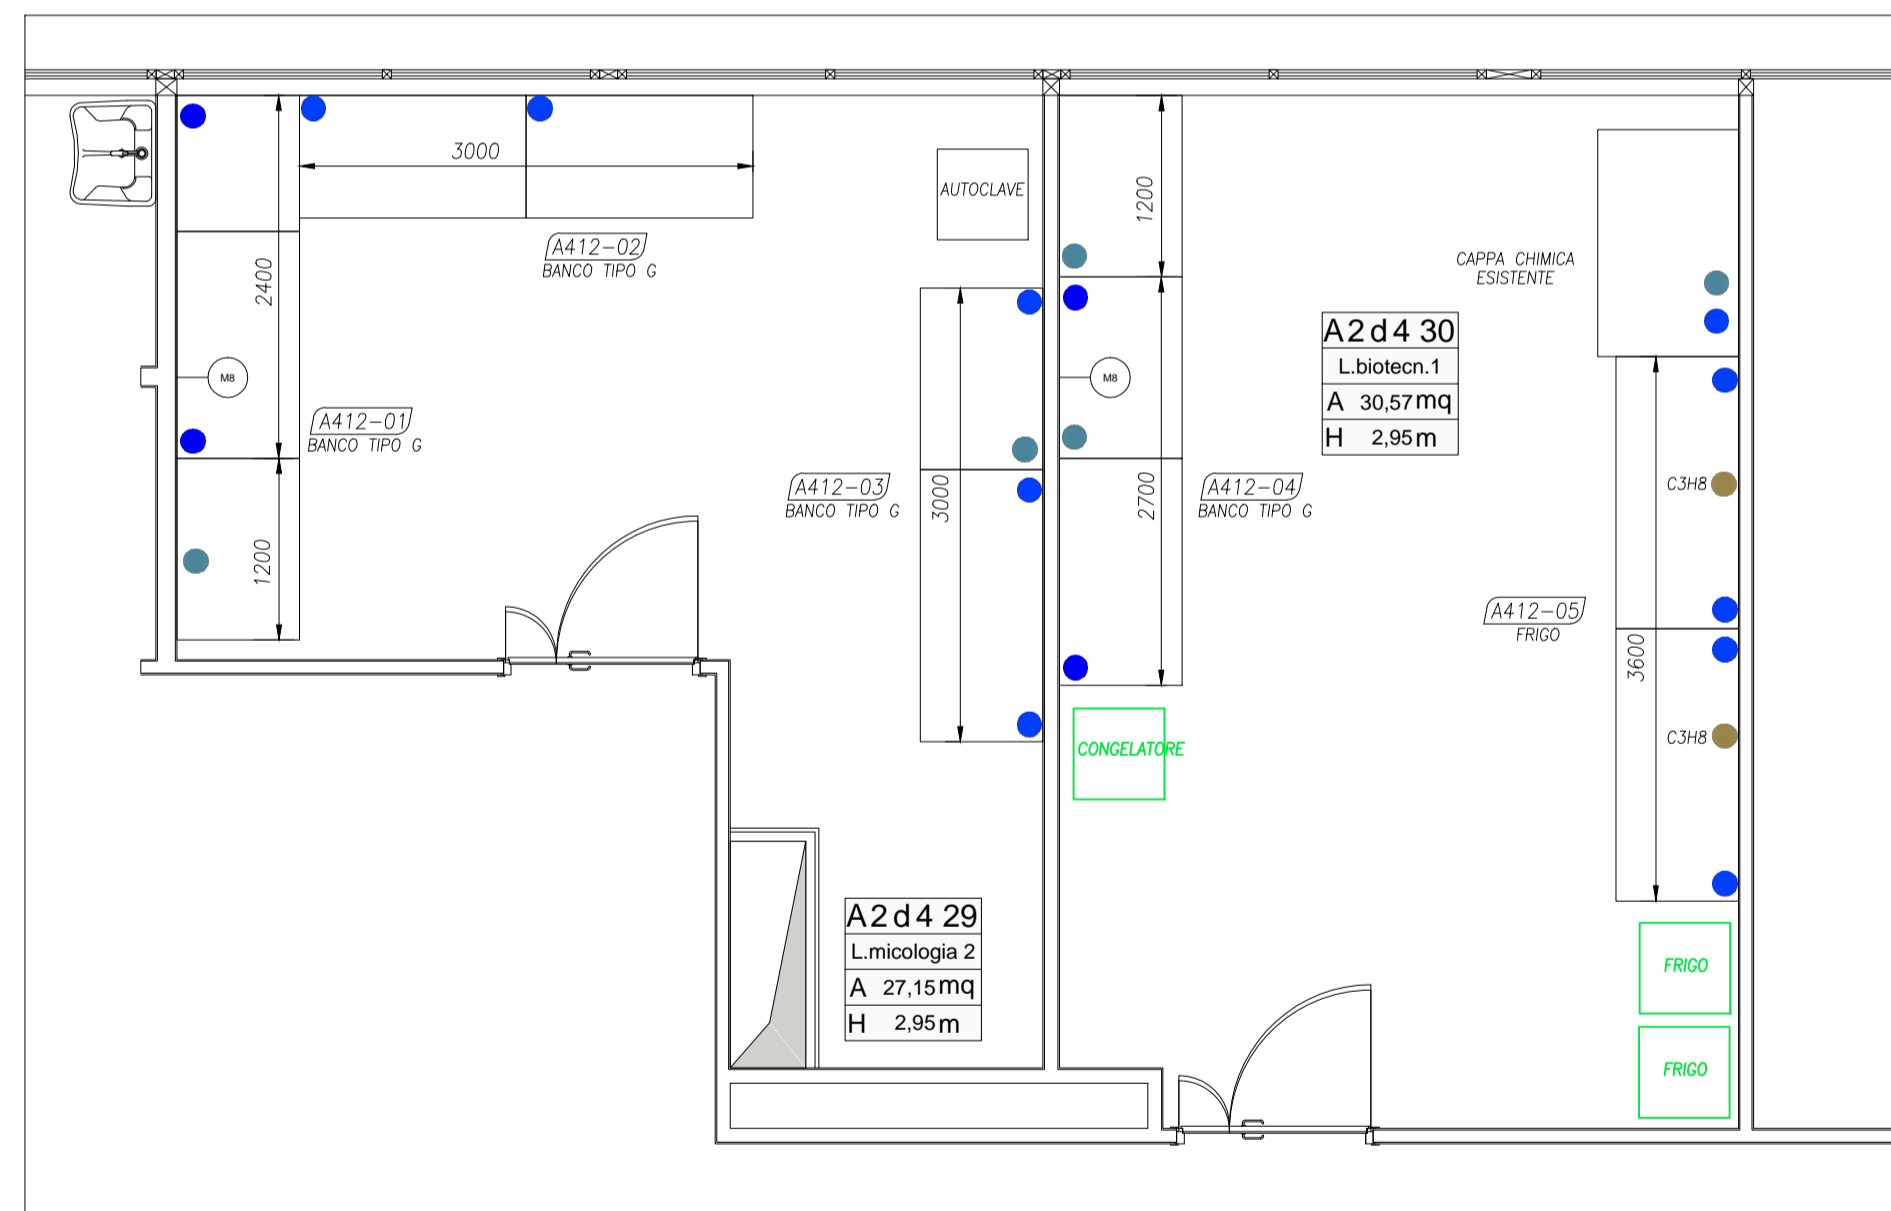 3000
AUTOCLAVE
1200
A412-02
BANCO TIPO G
2400
CAPPA CHIMICA
ESISTENTE
A2d4 30
L.biotecn.1
A 30,57mq
H 2,95m
M8
M8
A412-01
BANCO TIPO G
A412-03
BANCO TIPO G
3000
2700
A412-04
BANCO TIPO G
C3H8
1200
A412-05
FRIGO
3600
CONGELATORE
C3H8
A2d4 29
L.micologia 2
A 27,15mq
H 2,95m
FRIGO
FRIGO